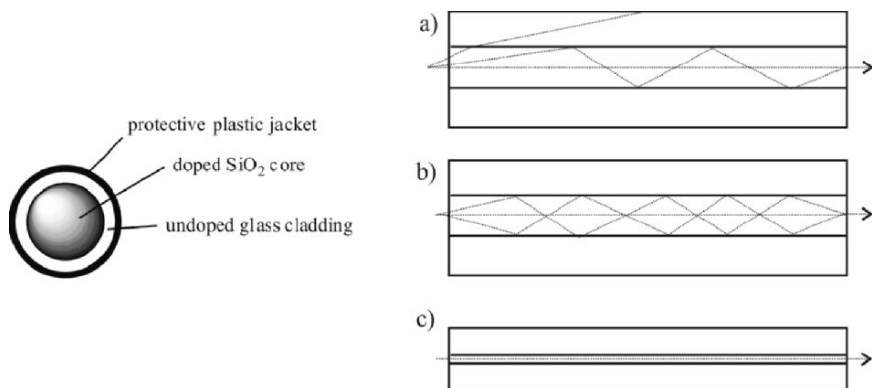 protective plastic jacket
doped SiO₂ core
undoped glass cladding
a)
b)
c)